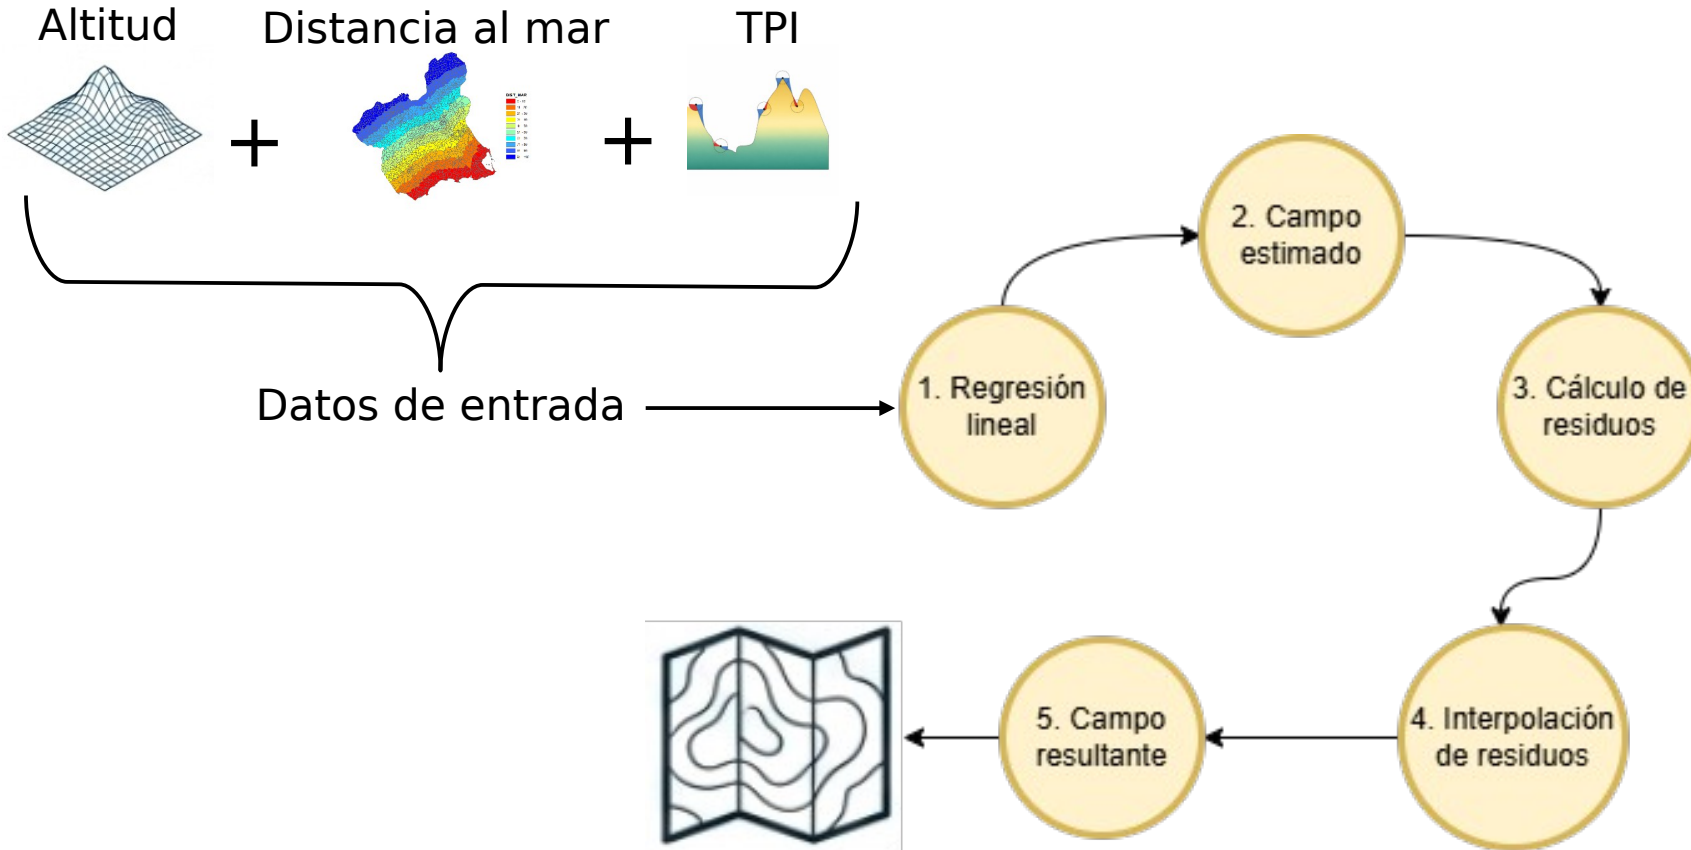 Altitud
Distancia al mar
TPI
+
+
DIST_MAR
Datos de entrada
1. Regresión
lineal
2. Campo
estimado
3. Cálculo de
residuos
4. Interpolación
de residuos
5. Campo
resultante